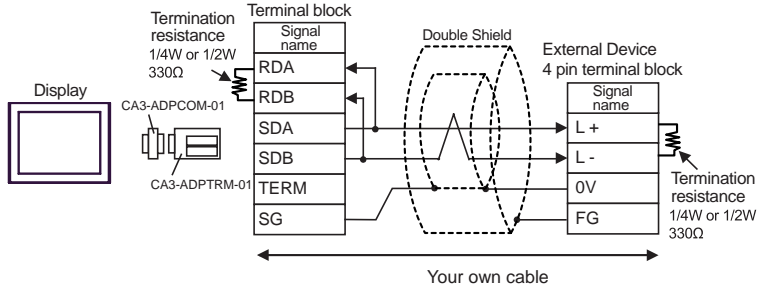 Display
CA3-ADPCOM-01
CA3-ADPTRM-01
Termination
resistance
1/4W or 1/2W
330Ω
Terminal block
Signal
name
RDA
RDB
SDA
SDB
TERM
SG
Double Shield
External Device
4 pin terminal block
Signal
name
L +
L -
0V
FG
Termination
resistance
1/4W or 1/2W
330Ω
Your own cable